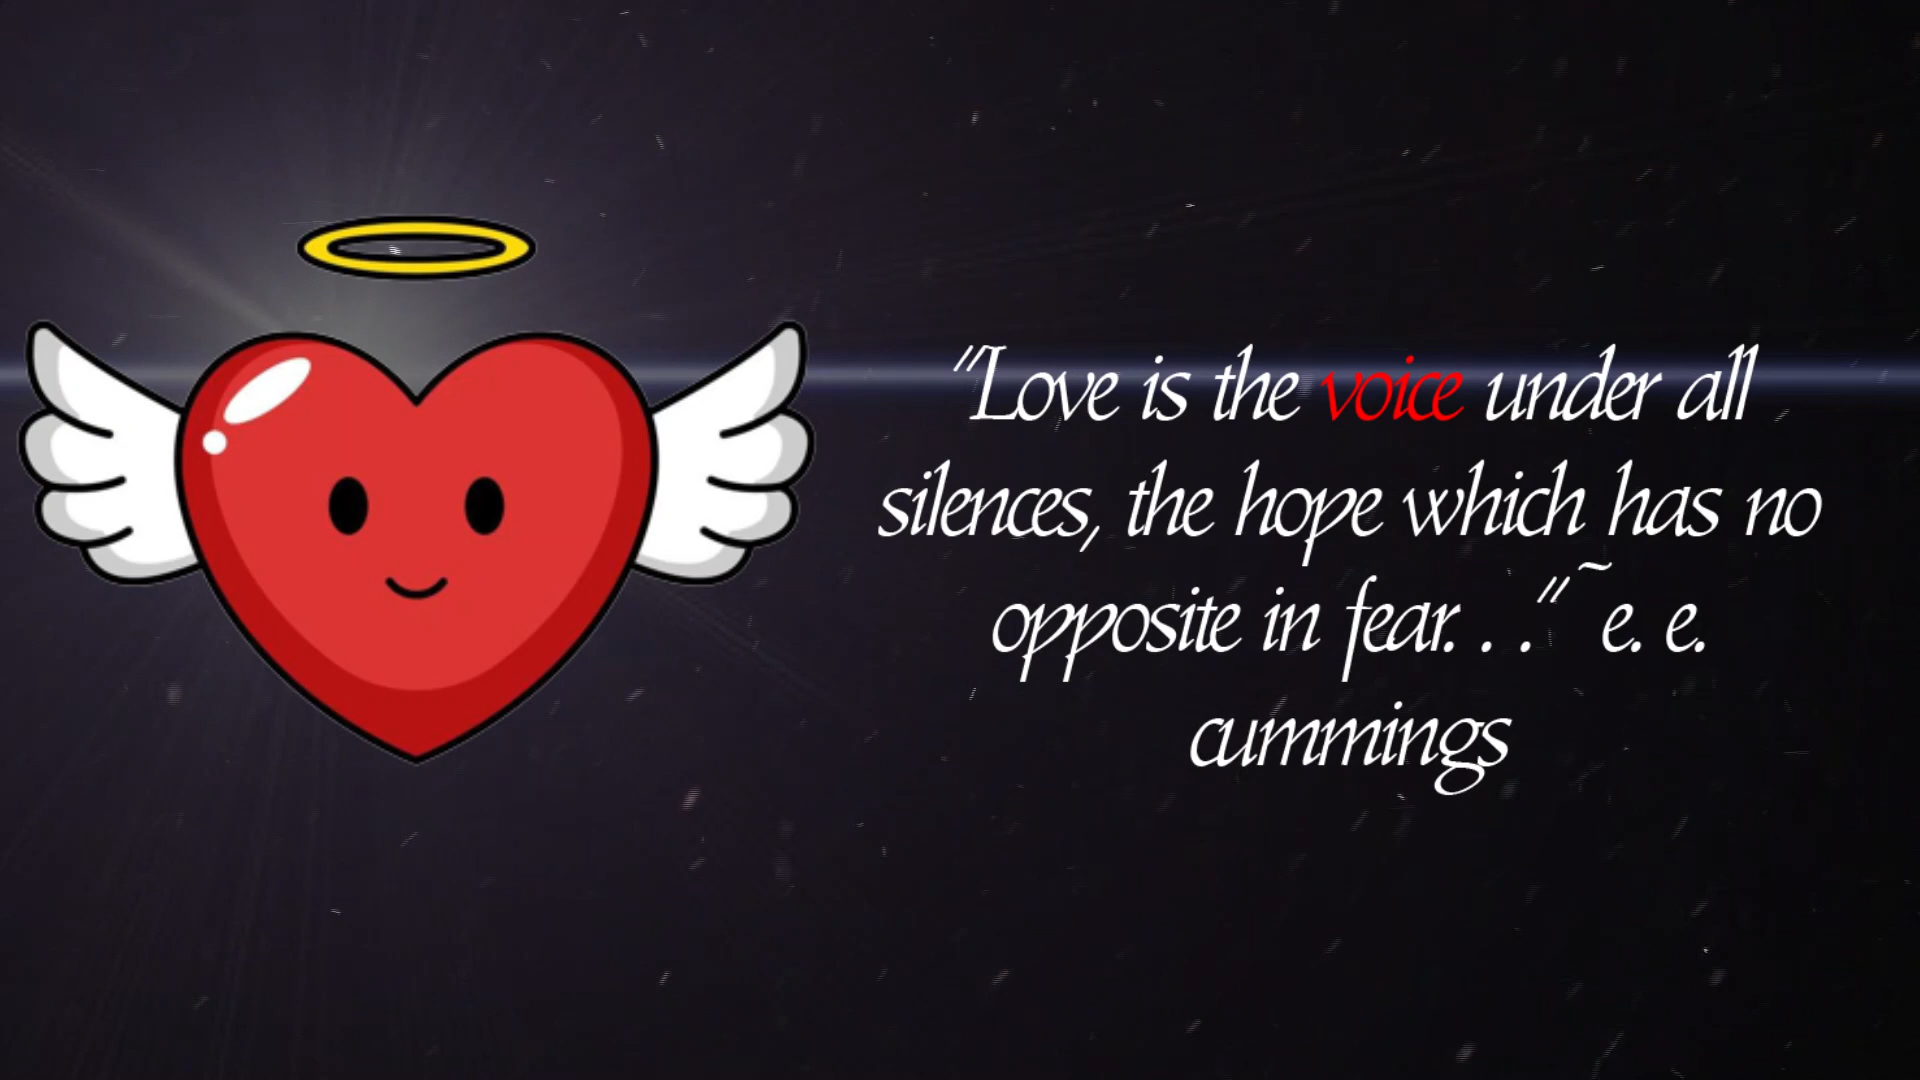 "Love is the voice under all
silences, the hope which has no
opposite in fear. . ." ~ e. e.
cummings